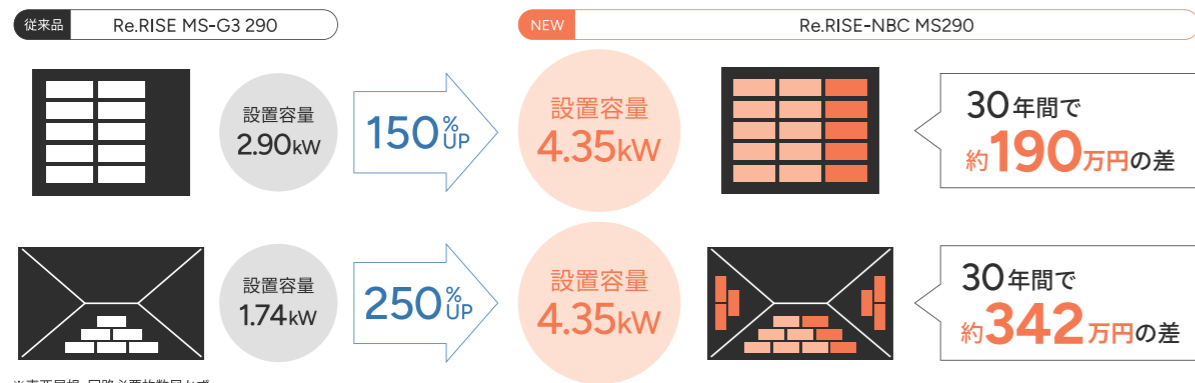 従来品 Re.RISE MS-G3 290
NEW Re.RISE-NBC MS290
設置容量
2.90kW
150%UP
設置容量
4.35kW
30年間で
約190万円の差
設置容量
1.74kW
250%UP
設置容量
4.35kW
30年間で
約342万円の差